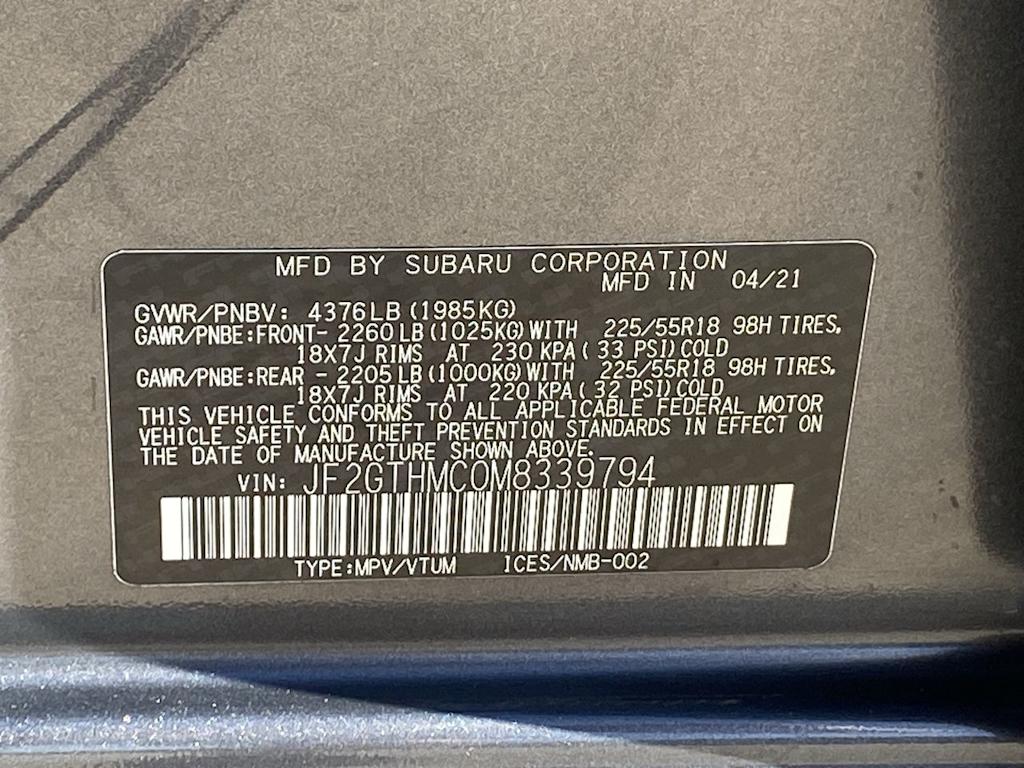 MFD BY SUBARU CORPORATION
MFD IN 04/21
GVWR/PNBV: 4376LB (1985KG)
GAWR/PNBE:FRONT- 2260LB (1025KG) WITH 225/55R18 98H TIRES,
18X7J RIMS AT 230 KPA ( 33 PSI) COLD
GAWR/PNBE:REAR - 2205LB (1000KG) WITH 225/55R18 98H TIRES,
18X7J RIMS AT 220 KPA ( 32 PSI) COLD
THIS VEHICLE CONFORMS TO ALL APPLICABLE FEDERAL MOTOR
VEHICLE SAFETY AND THEFT PREVENTION STANDARDS IN EFFECT ON
THE DATE OF MANUFACTURE SHOWN ABOVE.
VIN: JF2GTHMC0M8339794
TYPE:MPV/VTUM ICES/NMB-002